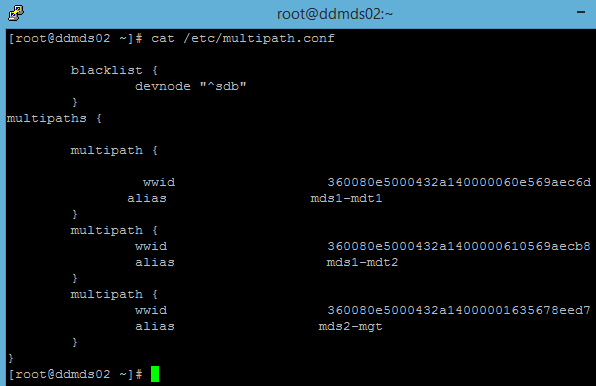 root@ddmds02:~
[root@ddmds02 ~]# cat /etc/multipath.conf
blacklist {
devnode "^sdb"
}
multipaths {
multipath {
wwid 360080e5000432a140000060e569aec6d
alias mds1-mdt1
}
multipath {
wwid 360080e5000432a1400000610569aecb8
alias mds1-mdt2
}
multipath {
wwid 360080e5000432a14000001635678eed7
alias mds2-mgt
}
}
[root@ddmds02 ~]#